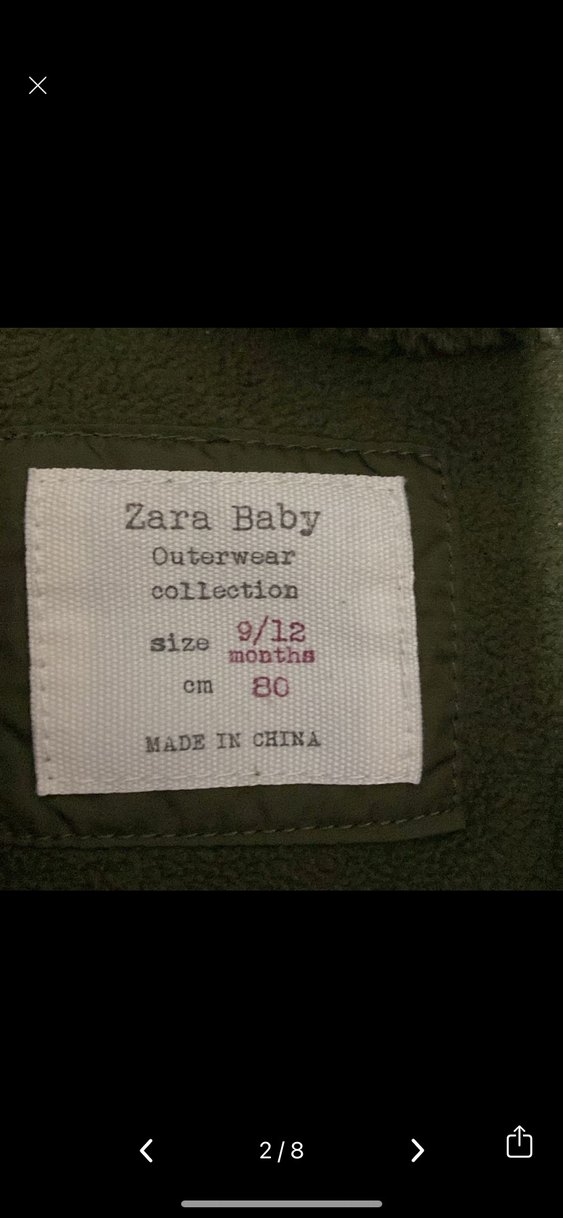 Zara Baby
Outerwear
collection
size 9/12
months
cm 80
MADE IN CHINA
2/8